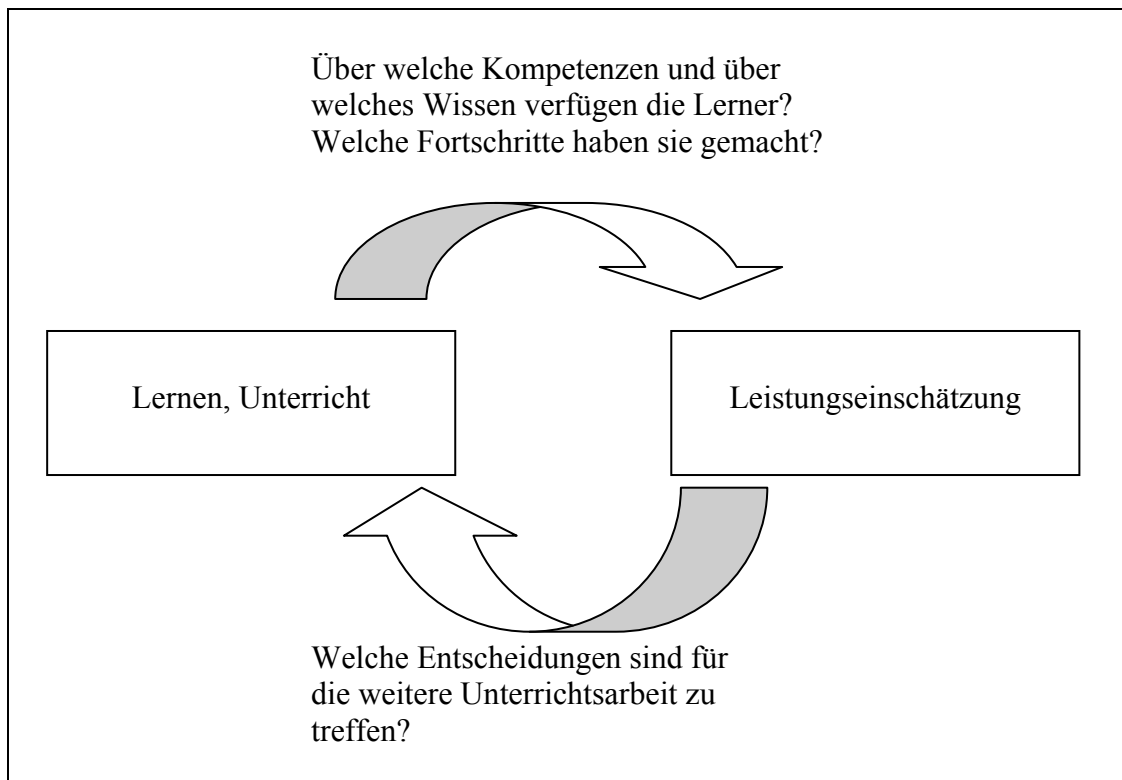 Über welche Kompetenzen und über
welches Wissen verfügen die Lerner?
Welche Fortschritte haben sie gemacht?
Lernen, Unterricht
Leistungseinschätzung
Welche Entscheidungen sind für
die weitere Unterrichtsarbeit zu
treffen?